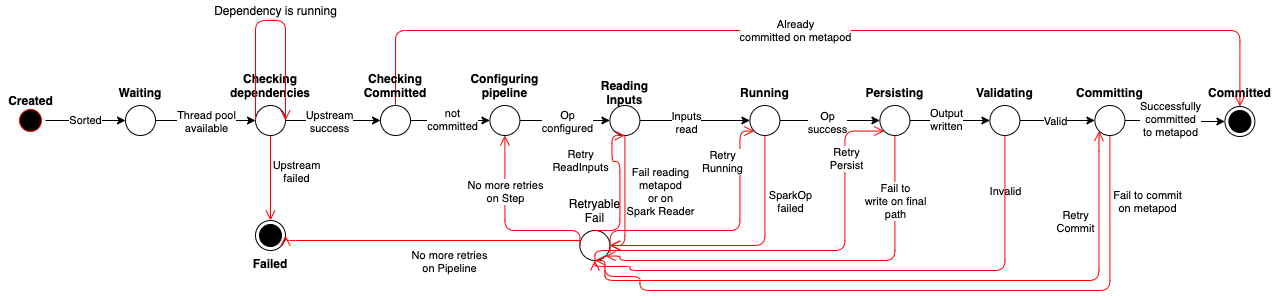 Dependency is running
Already
committed on metapod
Created
Waiting
Checking
dependencies
Checking
Committed
Configuring
pipeline
Reading
Inputs
Running
Persisting
Validating
Committing
Committed
Sorted
Thread pool
available
Upstream
success
not
committed
Op
configured
Inputs
read
Op
success
Output
written
Valid
Successfully
committed
to metapod
Upstream
failed
No more retries
on Step
Retry
ReadInputs
Fail reading
metapod
or on
Spark Reader
Retry
Running
SparkOp
failed
Retry
Persist
Fail to
write on final
path
Invalid
Retry
Commit
Fail to commit
on metapod
Retryable
Fail
Failed
No more retries
on Pipeline